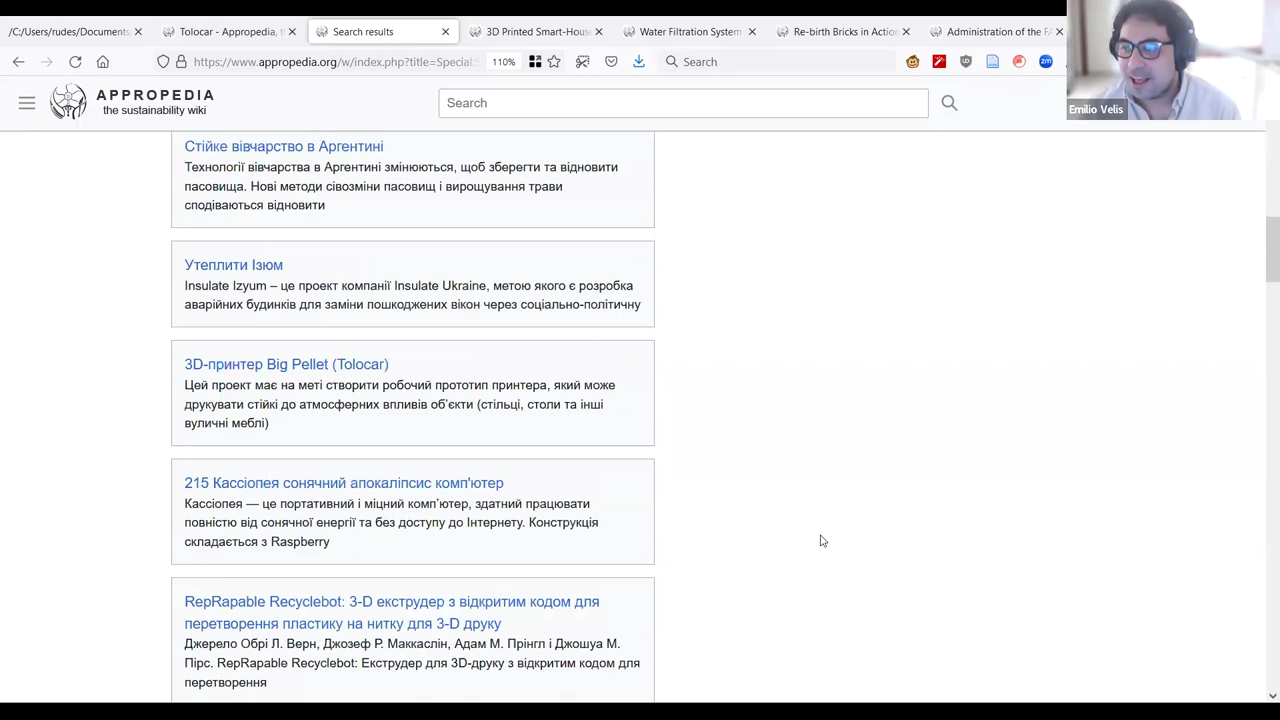 /C:/Users/rudes/Documents
Tolocar - Appropedia, t
Search results
3D Printed Smart-House
Water Filtration System
Re-birth Bricks in Action
Administration of the
https://www.appropedia.org/w/index.php?title=Special:
110%
Search
Emilio Velis
APPROPEDIA
the sustainability wiki
Search
Стійке вівчарство в Аргентині
Технології вівчарства в Аргентині змінюються, щоб зберегти та відновити
пасовища. Нові методи сівозміни пасовищ і вирощування трави
сподіваються відновити
Утеплити Ізюм
Insulate Izyum – це проект компанії Insulate Ukraine, метою якого є розробка
аварійних будинків для заміни пошкоджених вікон через соціально-політичну
3D-принтер Big Pellet (Tolocar)
Цей проект має на меті створити робочий прототип принтера, який може
друкувати стійкі до атмосферних впливів об'єкти (стільці, столи та інші
вуличні меблі)
215 Кассіопея сонячний апокаліпсис комп'ютер
Кассіопея — це портативний і міцний комп'ютер, здатний працювати
повністю від сонячної енергії та без доступу до Інтернету. Конструкція
складається з Raspberry
RepRapable Recyclebot: 3-D екструдер з відкритим кодом для
перетворення пластику на нитку для 3-D друку
Джерело Обрі Л. Верн, Джозеф Р. Маккаслін, Адам М. Прінгл і Джошуа М.
Пірс. RepRapable Recyclebot: Екструдер для 3D-друку з відкритим кодом для
перетворення